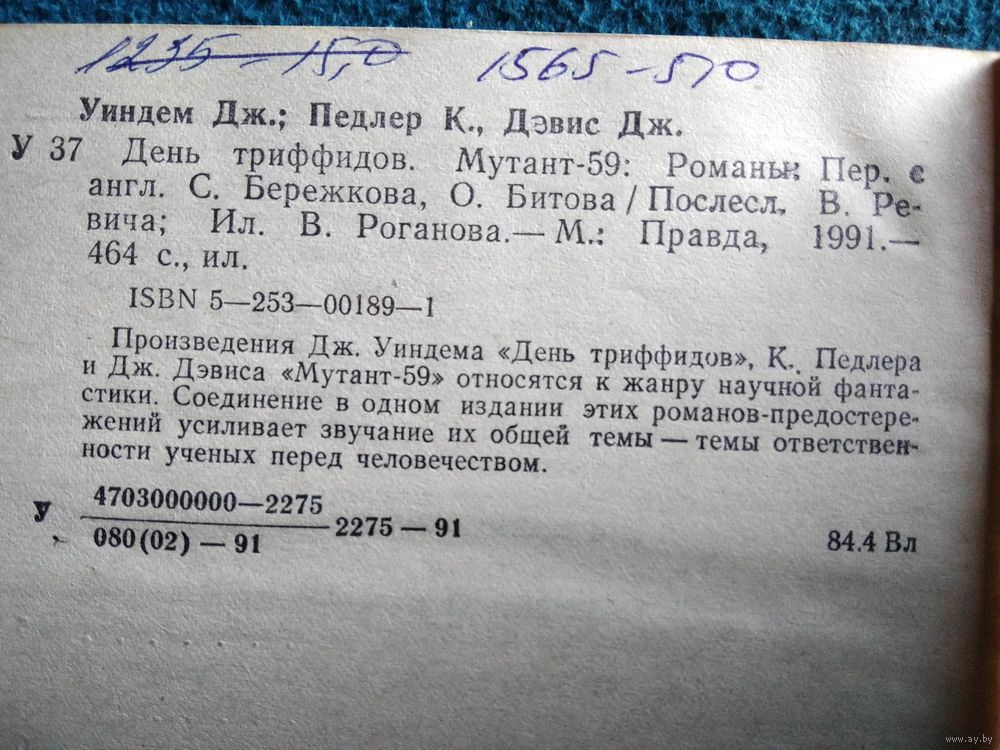 1235 – 15,0 1565 – 5,0
Уиндем Дж.; Педлер К., Дэвис Дж.
У 37 День триффидов. Мутант-59: Романы: Пер. с
англ. С. Бережкова, О. Битова / Послесл. В. Ре-
вича; Ил. В. Роганова.— М.: Правда, 1991.—
464 с., ил.
ISBN 5—253—00189—1
Произведения Дж. Уиндема «День триффидов», К. Педлера
и Дж. Дэвиса «Мутант-59» относятся к жанру научной фанта-
стики. Соединение в одном издании этих романов-предостере-
жений усиливает звучание их общей темы — темы ответствен-
ности ученых перед человечеством.
У 4703000000—2275
080(02) — 91
2275 — 91
84.4 Вл
www.ay.by